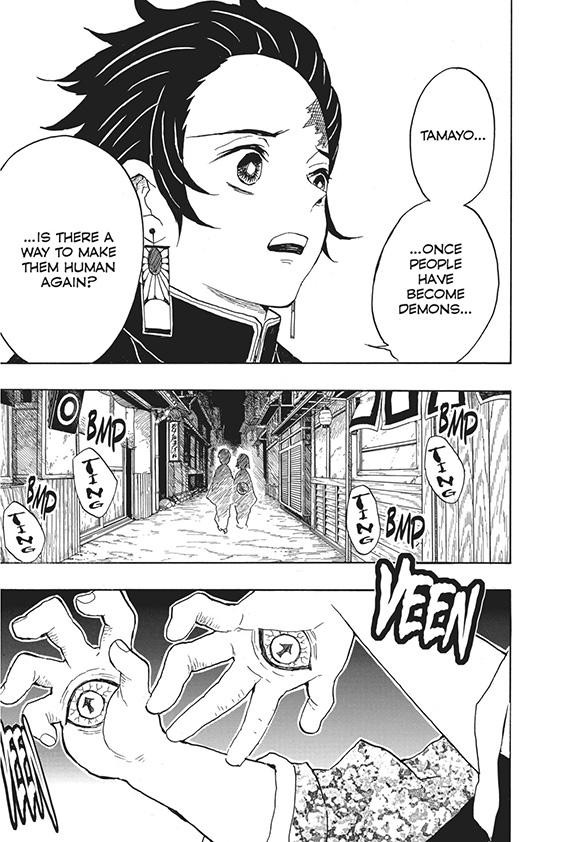 TAMAYO...
...ONCE
PEOPLE
HAVE
BECOME
DEMONS...
...IS THERE A
WAY TO MAKE
THEM HUMAN
AGAIN?
BMP
TING
BMP
TING
BMP
TING
BMP
TING
VEEN
VEEN